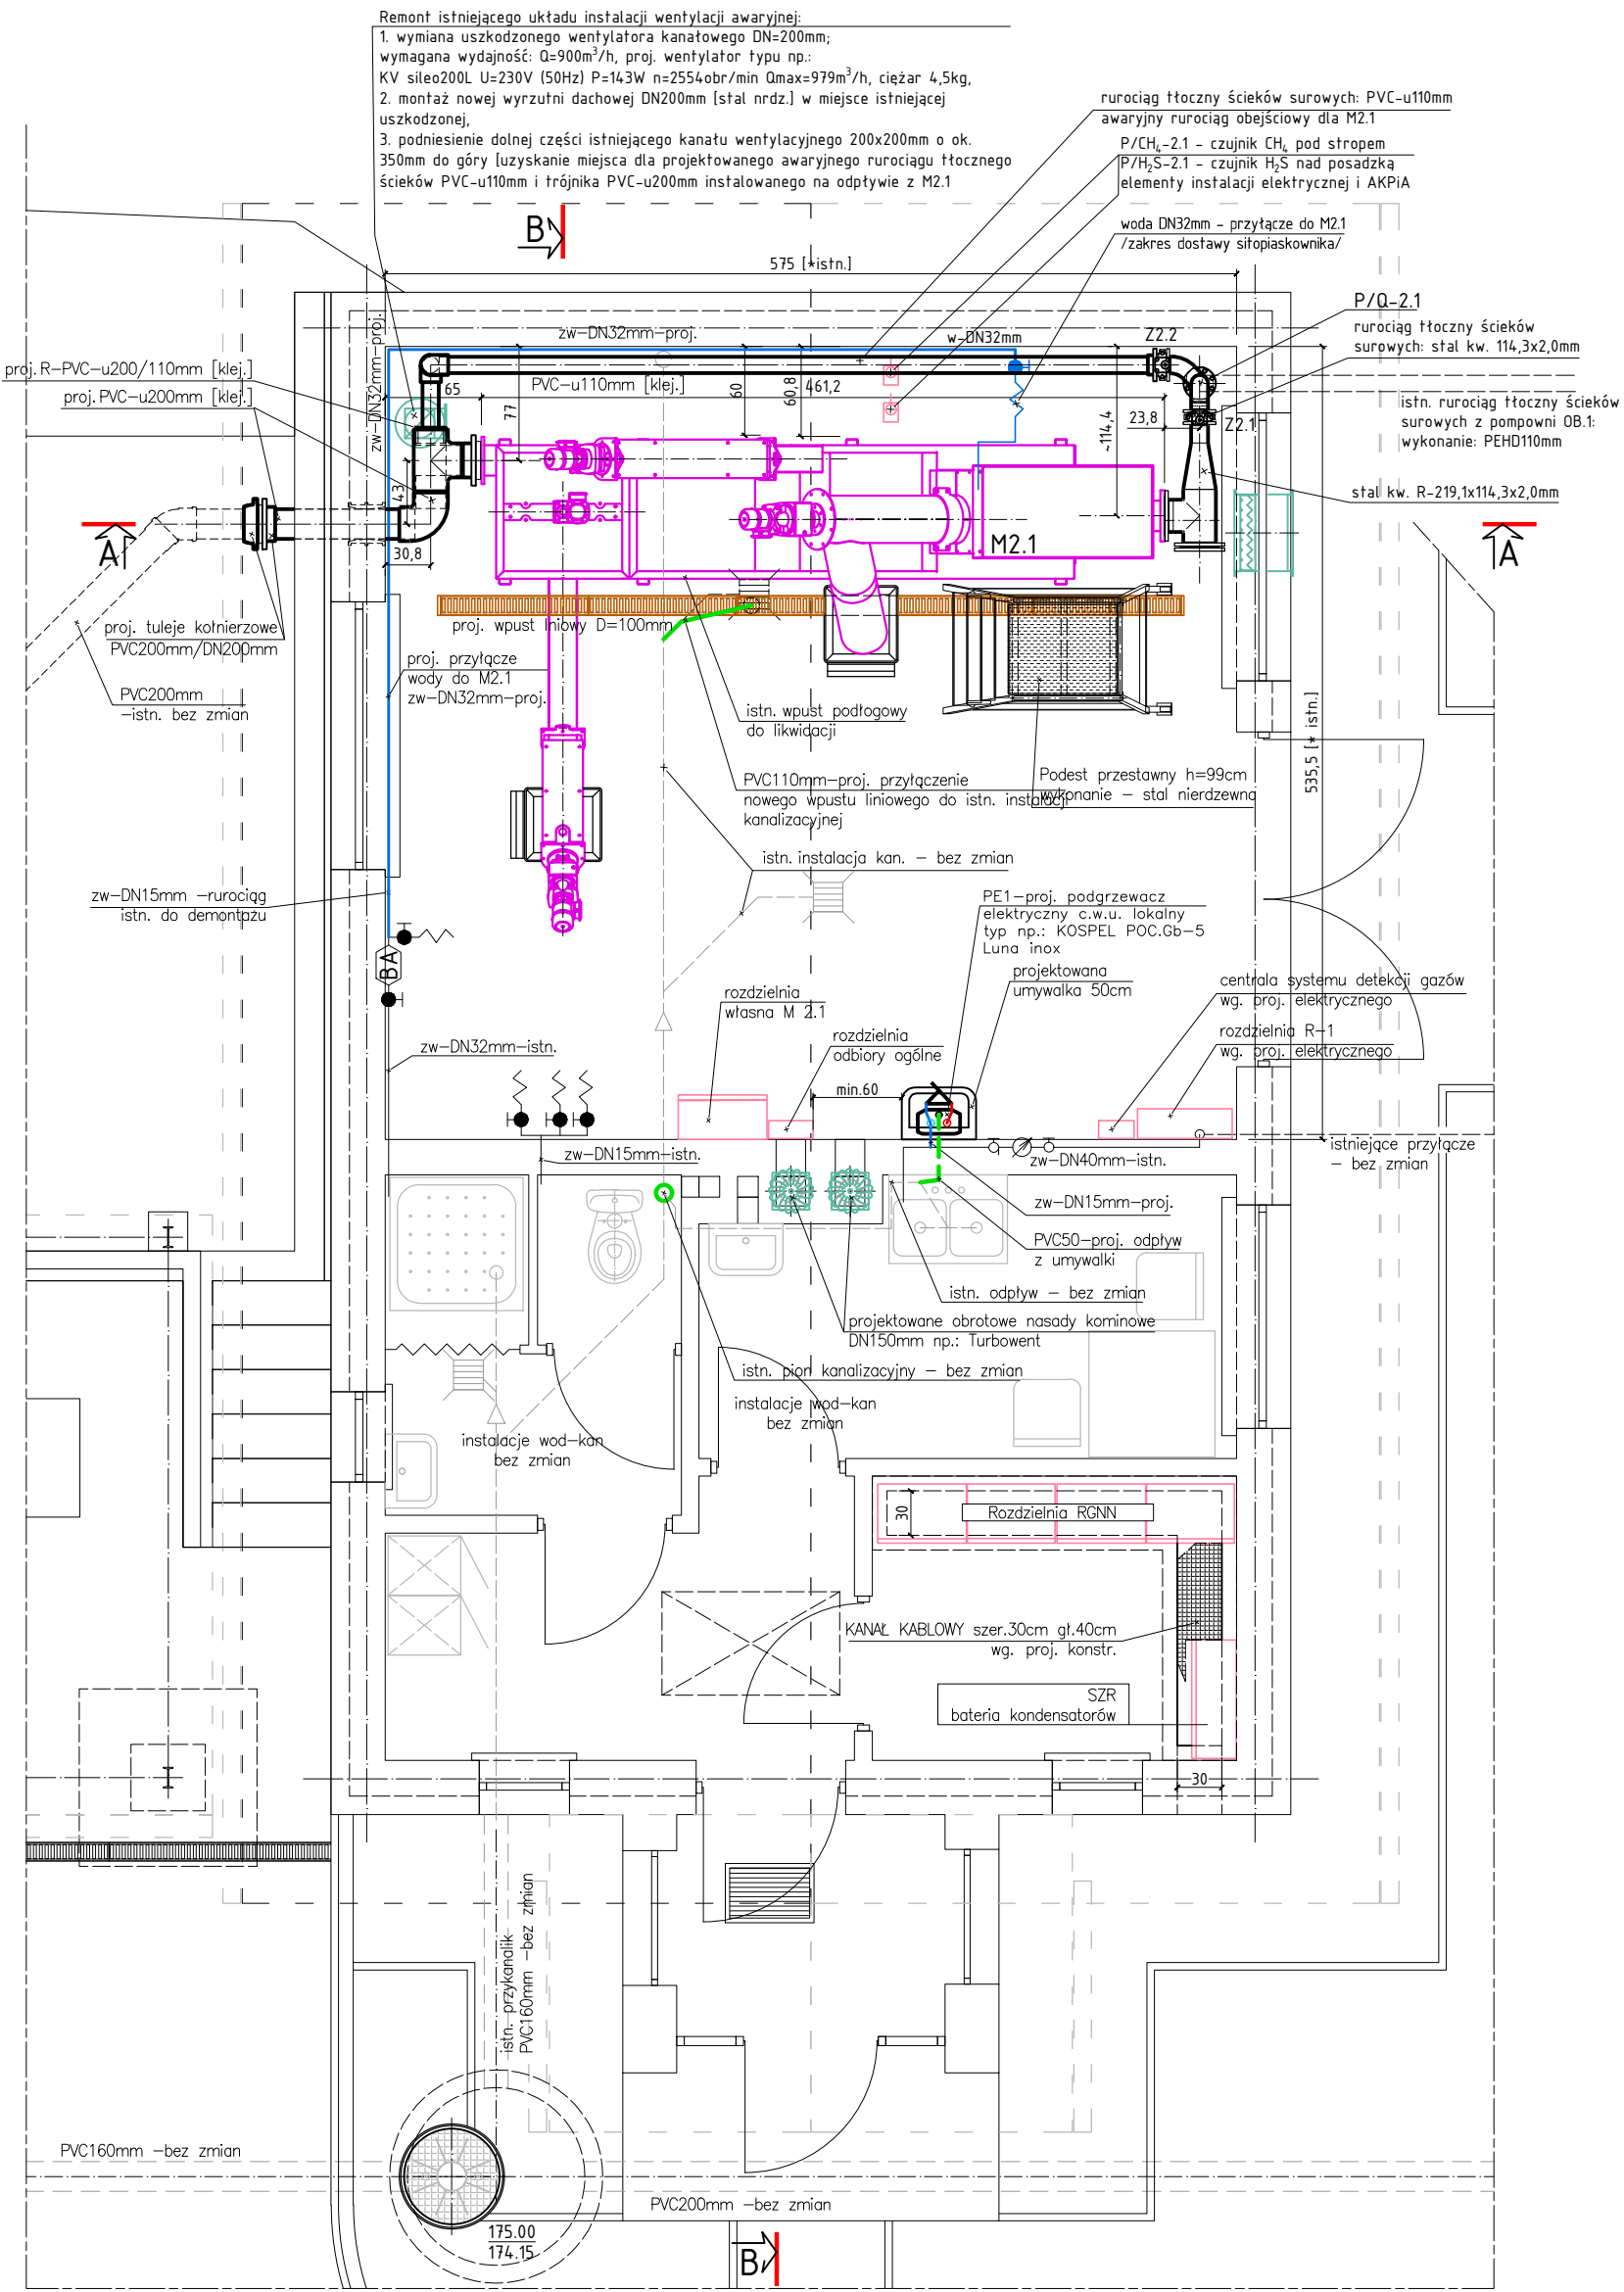 Remont istniejącego układu instalacji wentylacji awaryjnej:
1. wymiana uszkodzonego wentylatora kanałowego DN=200mm;
wymagana wydajność: Q=900m³/h, proj. wentylator typu np.:
KV sileo200L U=230V (50Hz) P=143W n=2554obr/min Qmax=979m³/h, ciężar 4,5kg,
2. montaż nowej wyrzutni dachowej DN200mm [stal nrdz.] w miejsce istniejącej
uszkodzonej,
3. podniesienie dolnej części istniejącego kanału wentylacyjnego 200x200mm o ok.
350mm do góry [uzyskanie miejsca dla projektowanego awaryjnego rurociągu tłocznego
ścieków PVC-u110mm i trójnika PVC-u200mm instalowanego na odpływie z M2.1
rurociąg tłoczny ścieków surowych: PVC-u110mm
awaryjny rurociąg obejściowy dla M2.1
P/CH₄-2.1 - czujnik CH₄ pod stropem
P/H₂S-2.1 - czujnik H₂S nad posadzką
elementy instalacji elektrycznej i AKPiA
woda DN32mm - przyłącze do M2.1
/zakres dostawy sitopiaskownika/
B
575 [*istn.]
P/Q-2.1
rurociąg tłoczny ścieków
surowych: stal kw. 114,3x2,0mm
zw-DN32mm-proj.
zw-DN32mm-proj.
w-DN32mm
Z2.2
proj. R-PVC-u200/110mm [klej.]
proj. PVC-u200mm [klej.]
65
PVC-u110mm [klej.]
77
60
60,8
461,2
~114,4
23,8
Z2.1
istn. rurociąg tłoczny ścieków
surowych z pompowni OB.1:
wykonanie: PEHD110mm
43
stal kw. R-219,1x114,3x2,0mm
A
30,8
M2.1
A
proj. tuleje kołnierzowe
PVC200mm/DN200mm
proj. wpust lniowy D=100mm
proj. przyłącze
wody do M2.1
zw-DN32mm-proj.
PVC200mm
-istn. bez zmian
istn. wpust podłogowy
do likwidacji
535,5 [* istn.]
PVC110mm-proj. przyłączenie
nowego wpustu liniowego do istn. instalacji
kanalizacyjnej
Podest przestawny h=99cm
wykonanie - stal nierdzewna
istn. instalacja kan. - bez zmian
zw-DN15mm -rurociąg
istn. do demontażu
PE1-proj. podgrzewacz
elektryczny c.w.u. lokalny
typ np.: KOSPEL POC.Gb-5
Luna inox
BA
projektowana
umywalka 50cm
centrala systemu detekcji gazów
wg. proj. elektrycznego
rozdzielnia
własna M 2.1
rozdzielnia
odbiory ogólne
rozdzielnia R-1
wg. proj. elektrycznego
zw-DN32mm-istn.
min.60
istniejące przyłącze
- bez zmian
zw-DN15mm-istn.
zw-DN40mm-istn.
zw-DN15mm-proj.
PVC50-proj. odpływ
z umywalki
istn. odpływ - bez zmian
projektowane obrotowe nasady kominowe
DN150mm np.: Turbowent
istn. pion kanalizacyjny - bez zmian
instalacje wod-kan
bez zmian
instalacje wod-kan
bez zmian
30
Rozdzielnia RGNN
KANAŁ KABLOWY szer.30cm gł.40cm
wg. proj. konstr.
SZR
bateria kondensatorów
30
istn. przykanalik
PVC160mm -bez zmian
PVC160mm -bez zmian
PVC200mm -bez zmian
175.00
174.15
B